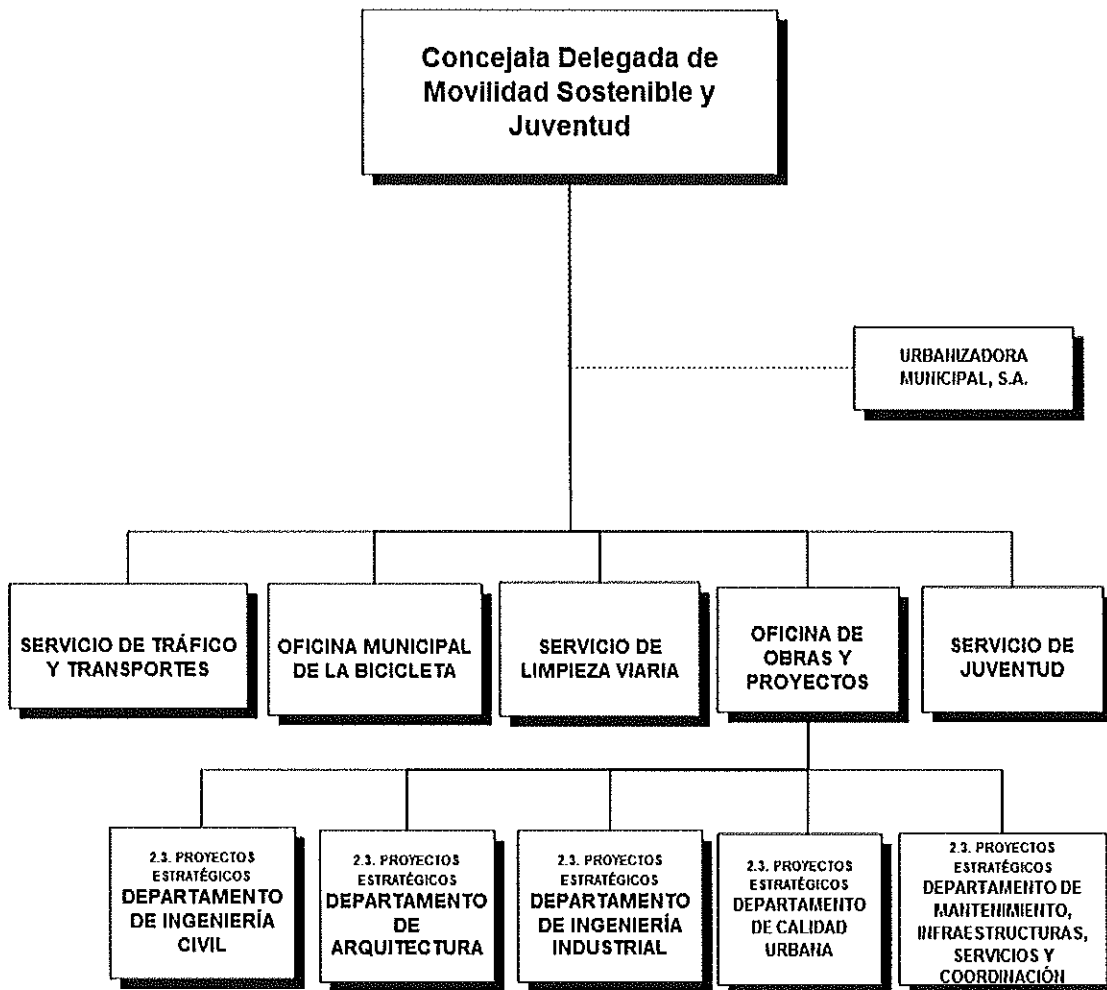 Concejala Delegada de
Movilidad Sostenible y
Juventud
URBANIZADORA
MUNICIPAL, S.A.
SERVICIO DE TRÁFICO
Y TRANSPORTES
OFICINA MUNICIPAL
DE LA BICICLETA
SERVICIO DE
LIMPIEZA VIARIA
OFICINA DE
OBRAS Y
PROYECTOS
SERVICIO DE
JUVENTUD
2.3. PROYECTOS
ESTRATÉGICOS
DEPARTAMENTO
DE INGENIERÍA
CIVIL
2.3. PROYECTOS
ESTRATÉGICOS
DEPARTAMENTO
DE
ARQUITECTURA
2.3. PROYECTOS
ESTRATÉGICOS
DEPARTAMENTO
DE INGENIERÍA
INDUSTRIAL
2.3. PROYECTOS
ESTRATÉGICOS
DEPARTAMENTO
DE CALIDAD
URBANA
2.3. PROYECTOS
ESTRATÉGICOS
DEPARTAMENTO DE
MANTENIMIENTO,
INFRAESTRUCTURAS,
SERVICIOS Y
COORDINACIÓN